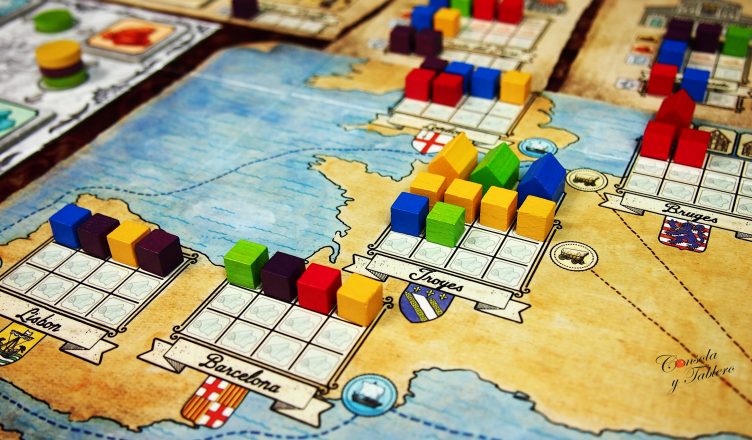 Bruges
Troyes
Lisbon
Barcelona
Consola
y Tablero